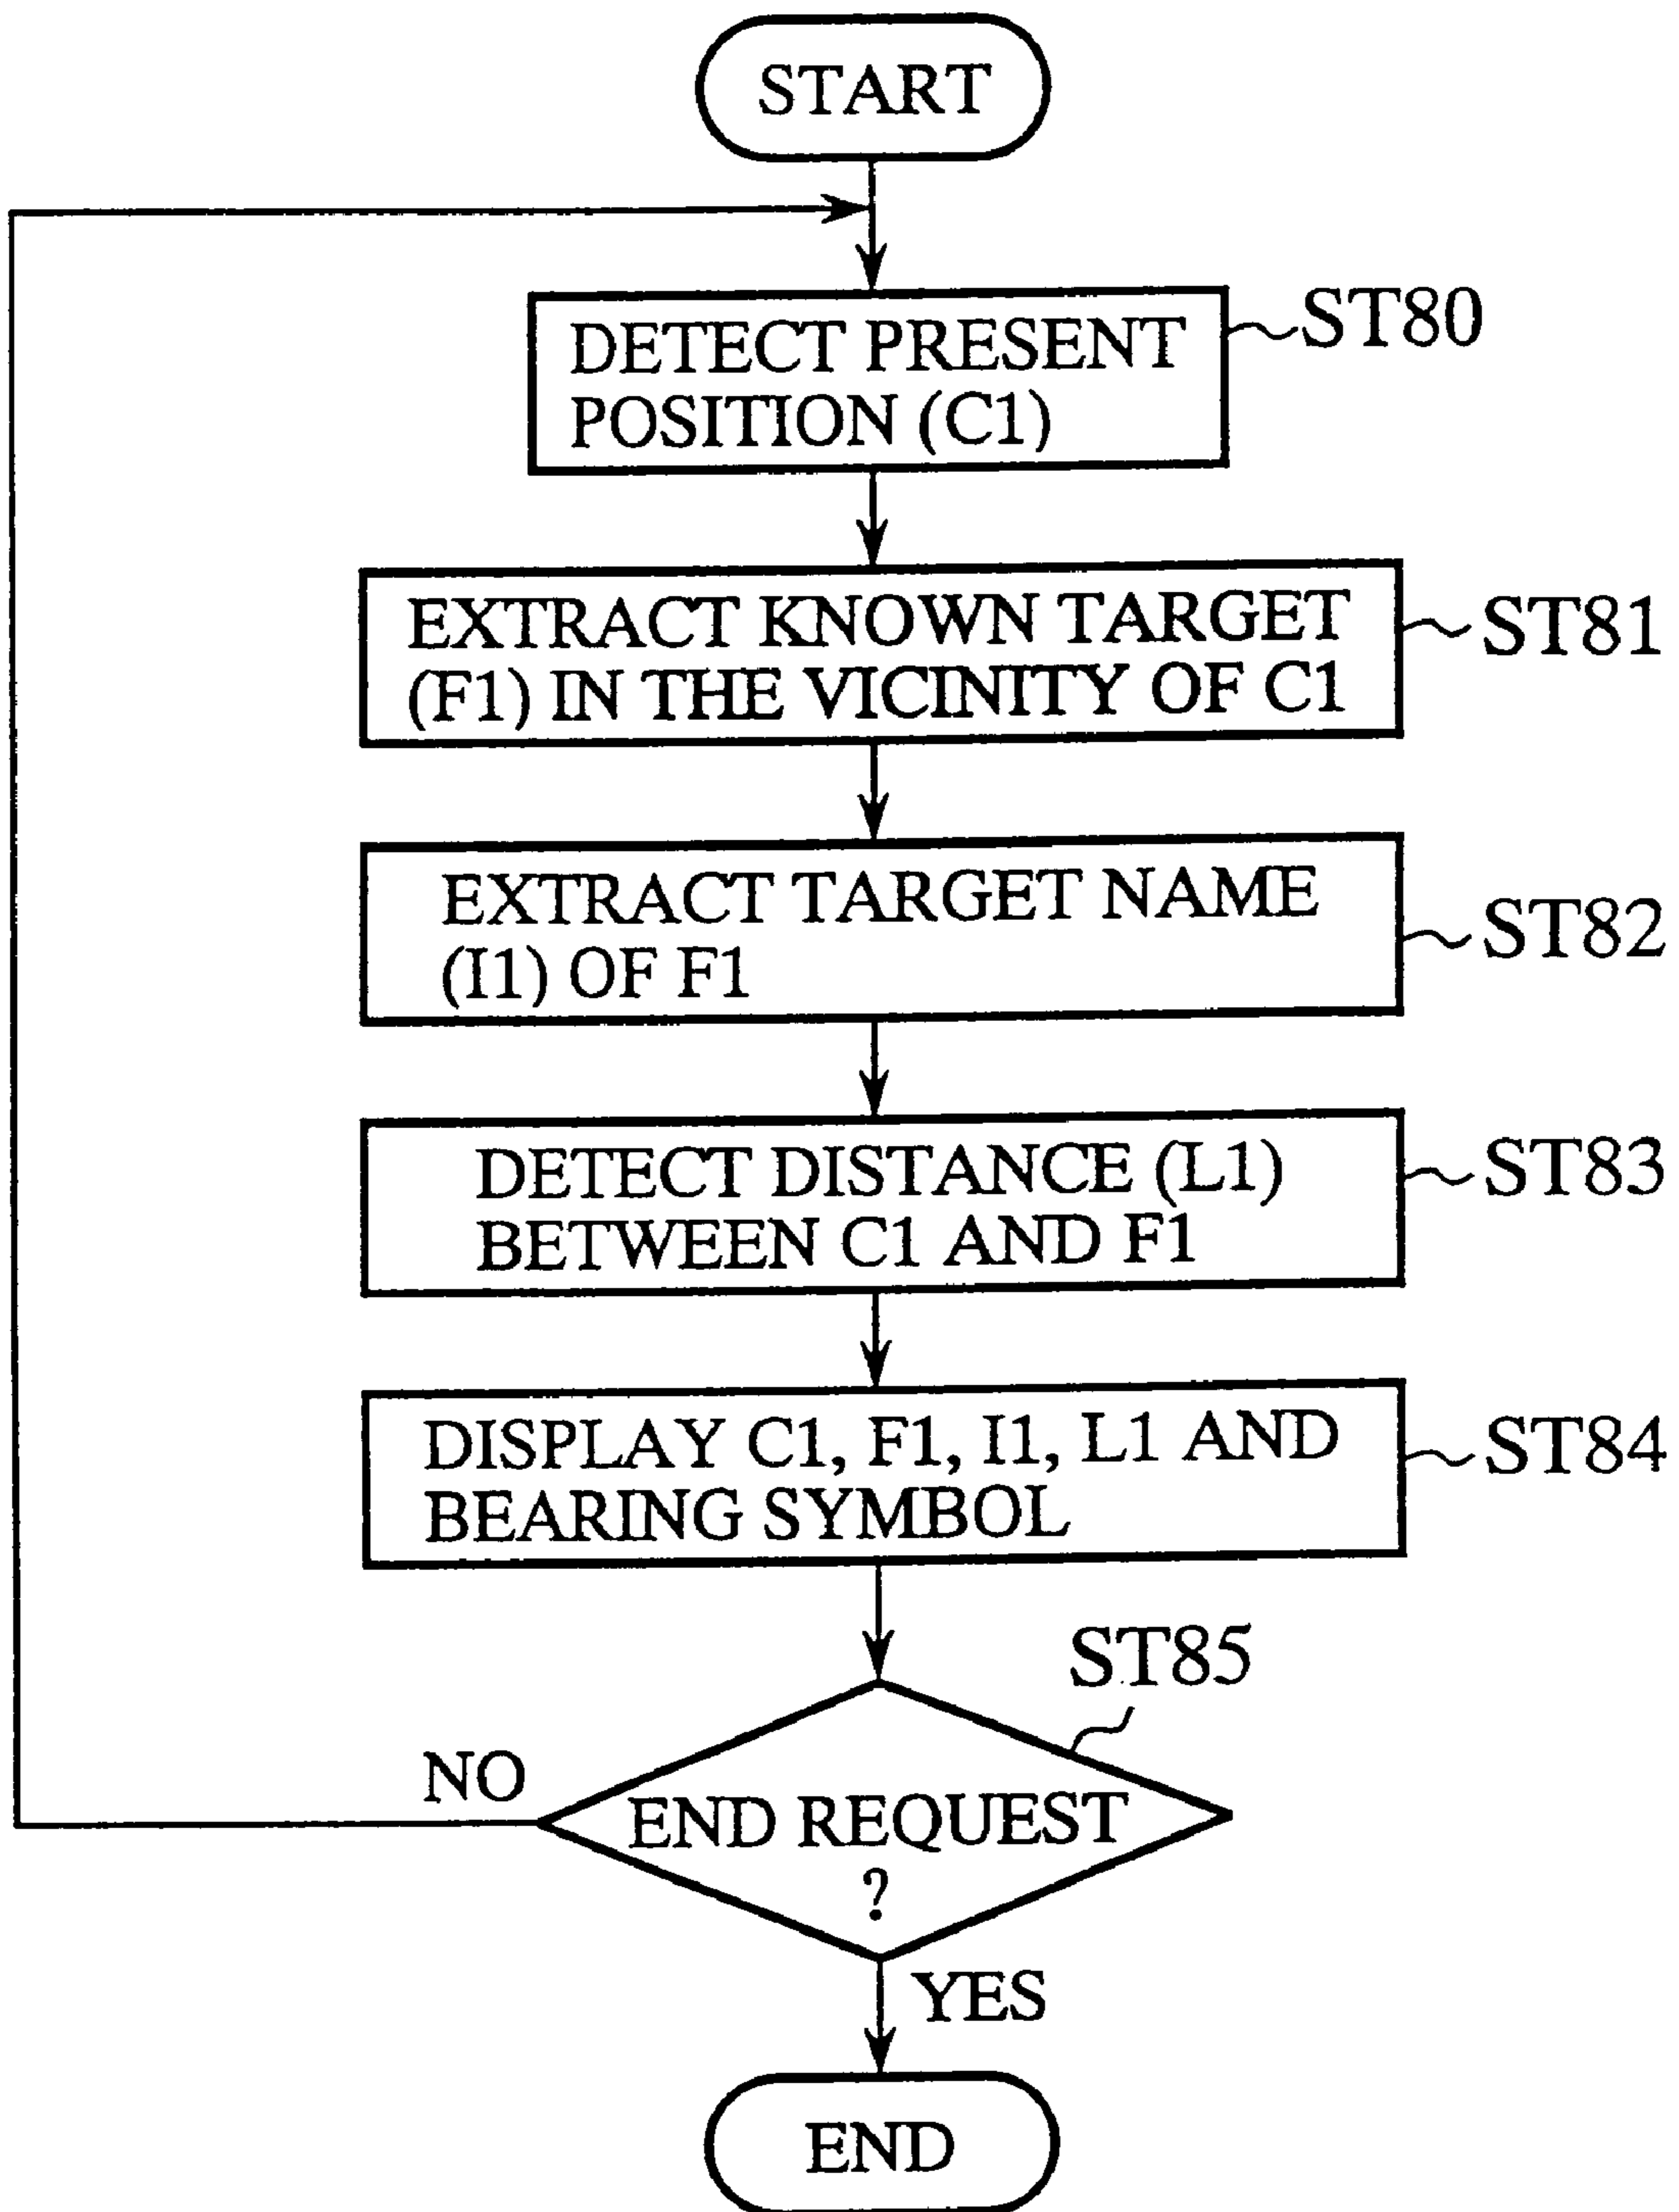 START
DETECT PRESENT
POSITION (C1)
ST80
EXTRACT KNOWN TARGET
(F1) IN THE VICINITY OF C1
ST81
EXTRACT TARGET NAME
(I1) OF F1
ST82
DETECT DISTANCE (L1)
BETWEEN C1 AND F1
ST83
DISPLAY C1, F1, I1, L1 AND
BEARING SYMBOL
ST84
ST85
NO
END REQUEST
?
YES
END